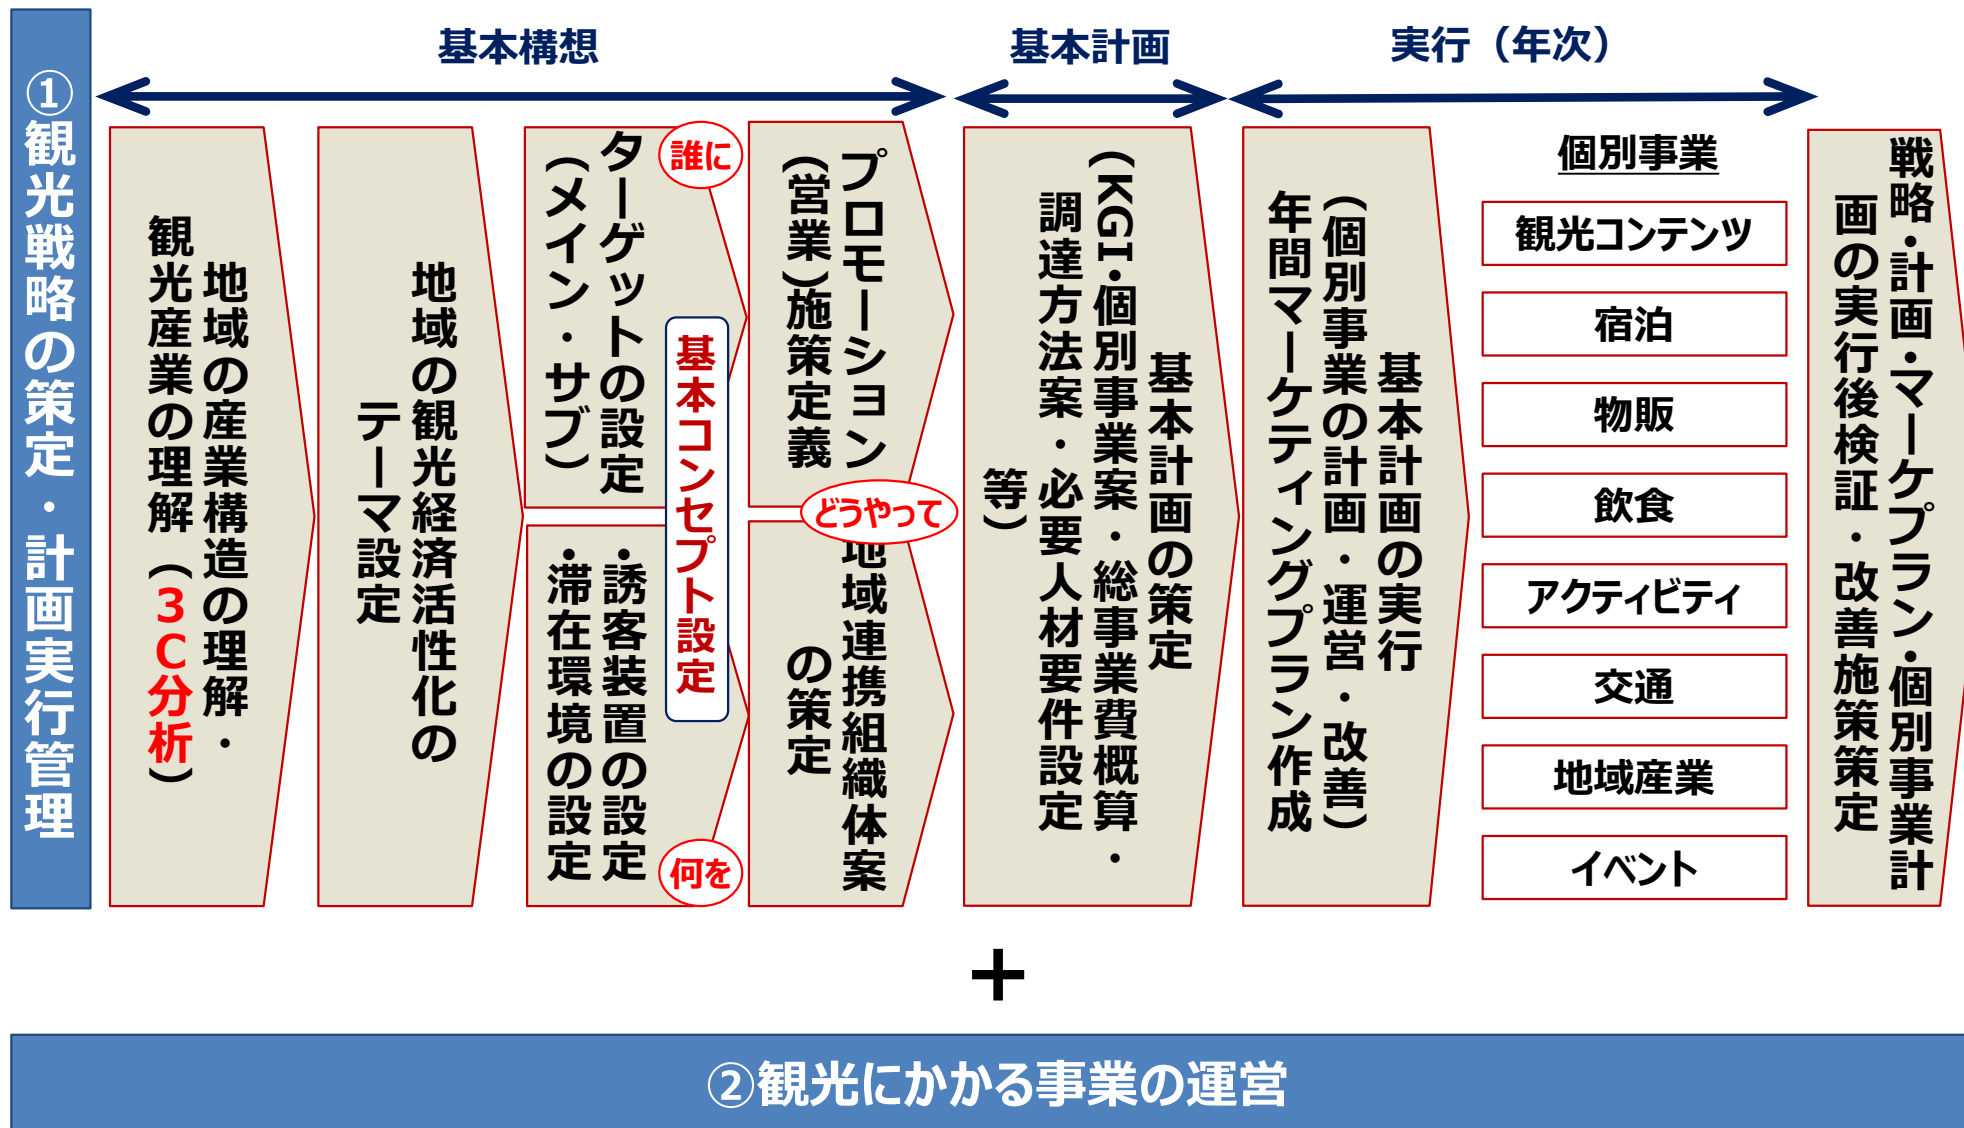 ①観光戦略の策定・計画実行管理
基本構想
基本計画
実行（年次）
地域の産業構造の理解・
観光産業の理解（３Ｃ分析）
地域の観光経済活性化の
テーマ設定
ターゲットの設定
（メイン・サブ）
誰に
・誘客装置の設定
・滞在環境の設定
何を
基本コンセプト設定
プロモーション
（営業）施策定義
どうやって
地域連携組織体案
の策定
基本計画の策定
（KGI・個別事業案・総事業費概算・
調達方法案・必要人材要件設定
等）
基本計画の実行
（個別事業の計画・運営・改善）
年間マーケティングプラン作成
個別事業
観光コンテンツ
宿泊
物販
飲食
アクティビティ
交通
地域産業
イベント
戦略・計画・マーケプラン・個別事業計
画の実行後検証・改善施策策定
＋
②観光にかかる事業の運営